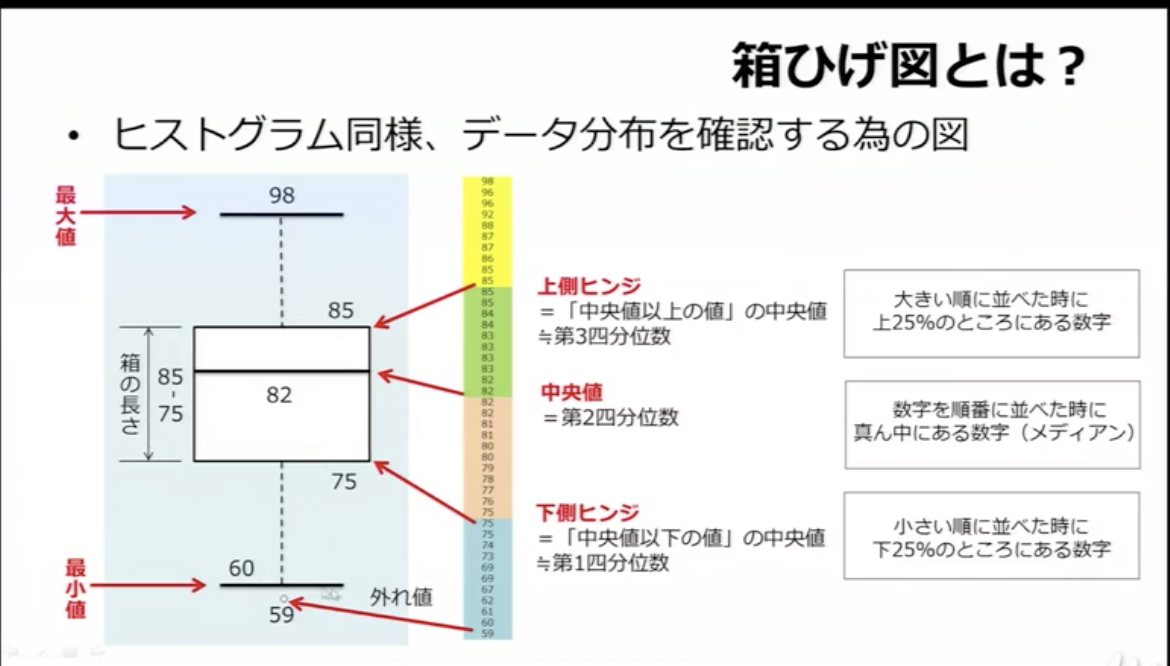 箱ひげ図とは？
• ヒストグラム同様、データ分布を確認する為の図
最大値
98
85
箱の長さ
85
-
75
82
75
最小値
60
59
外れ値
98
96
96
92
88
87
87
86
85
85
85
85
84
84
83
83
83
83
82
82
82
82
81
81
80
80
79
78
77
76
75
75
75
74
73
69
69
67
62
61
60
59
上側ヒンジ
＝「中央値以上の値」の中央値
≒第3四分位数
大きい順に並べた時に
上25%のところにある数字
中央値
＝第2四分位数
数字を順番に並べた時に
真ん中にある数字（メディアン）
下側ヒンジ
＝「中央値以下の値」の中央値
≒第1四分位数
小さい順に並べた時に
下25%のところにある数字